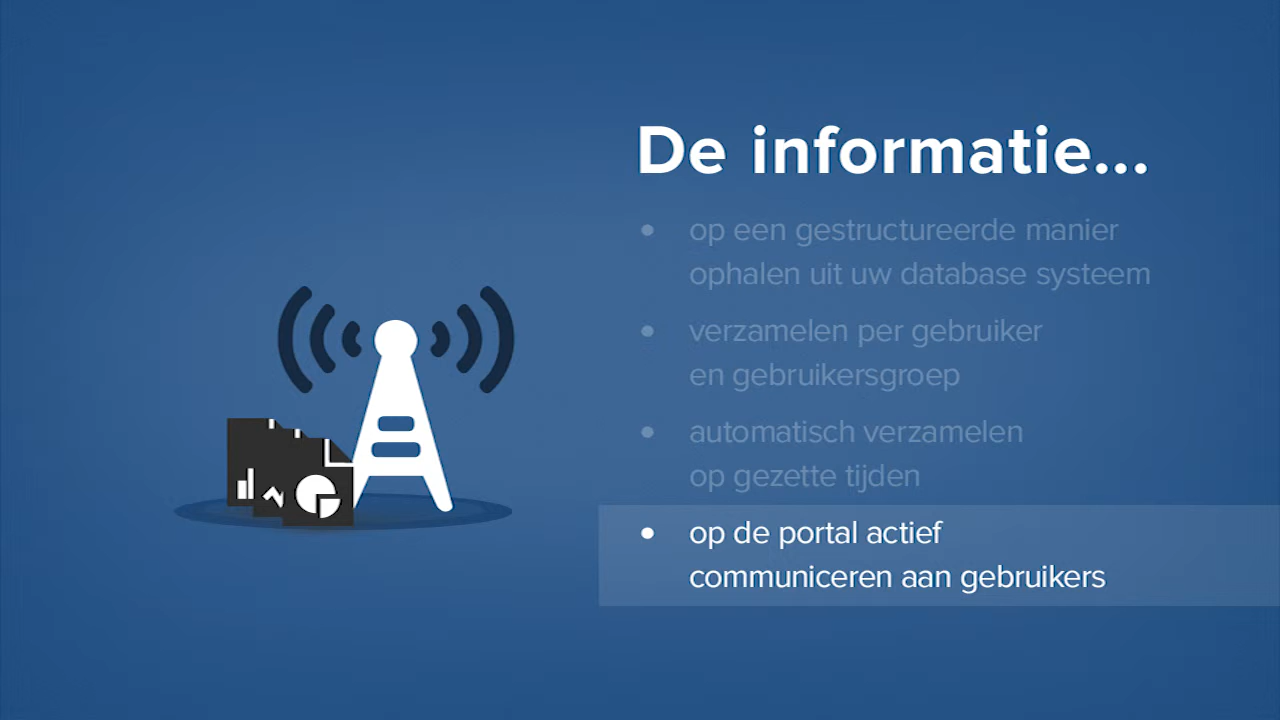 De informatie...
• op een gestructureerde manier
ophalen uit uw database systeem
• verzamelen per gebruiker
en gebruikersgroep
• automatisch verzamelen
op gezette tijden
• op de portal actief
communiceren aan gebruikers